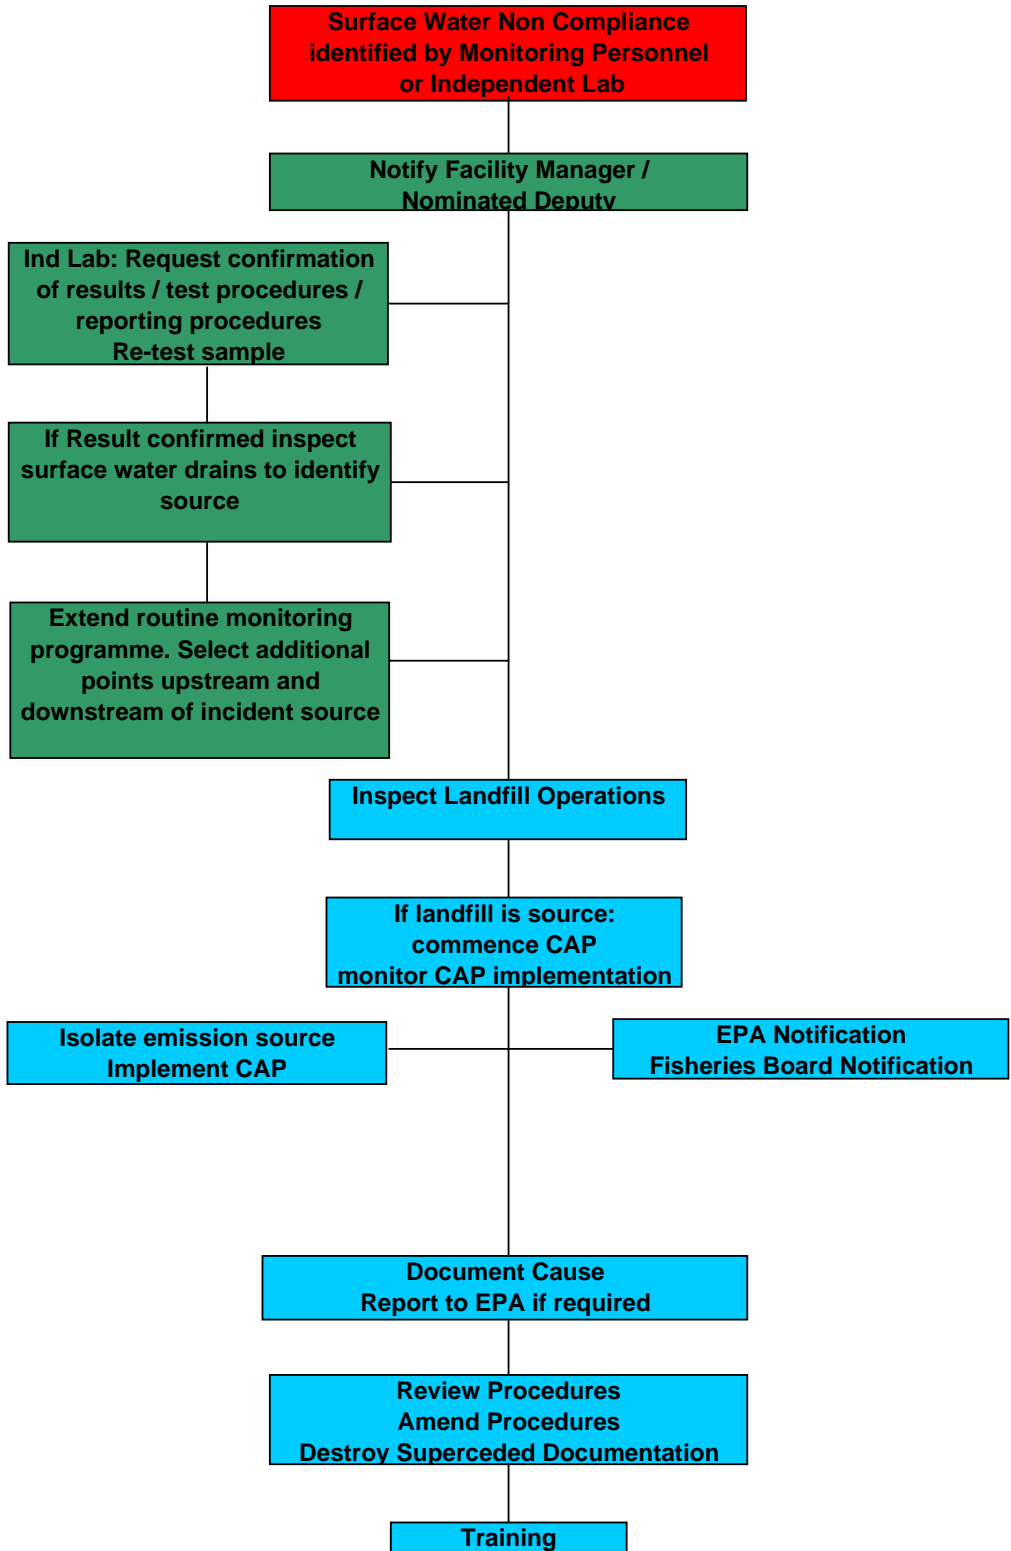 Surface Water Non Compliance
identified by Monitoring Personnel
or Independent Lab
Notify Facility Manager /
Nominated Deputy
Ind Lab: Request confirmation
of results / test procedures /
reporting procedures
Re-test sample
If Result confirmed inspect
surface water drains to identify
source
Extend routine monitoring
programme. Select additional
points upstream and
downstream of incident source
Inspect Landfill Operations
If landfill is source:
commence CAP
monitor CAP implementation
Isolate emission source
Implement CAP
EPA Notification
Fisheries Board Notification
Document Cause
Report to EPA if required
Review Procedures
Amend Procedures
Destroy Superceded Documentation
Training